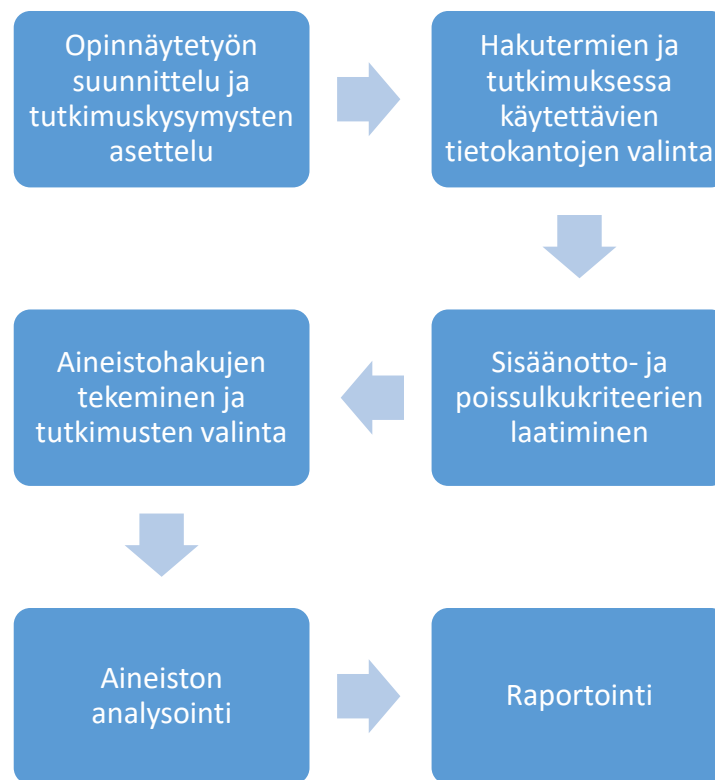 Opinnäytetyön
suunnittelu ja
tutkimuskysymysten
asettelu
Hakutermien ja
tutkimuksessa
käytettävien
tietokantojen valinta
Sisäänotto- ja
poissulkukriteerien
laatiminen
Aineistohakujen
tekeminen ja
tutkimusten valinta
Aineiston
analysointi
Raportointi